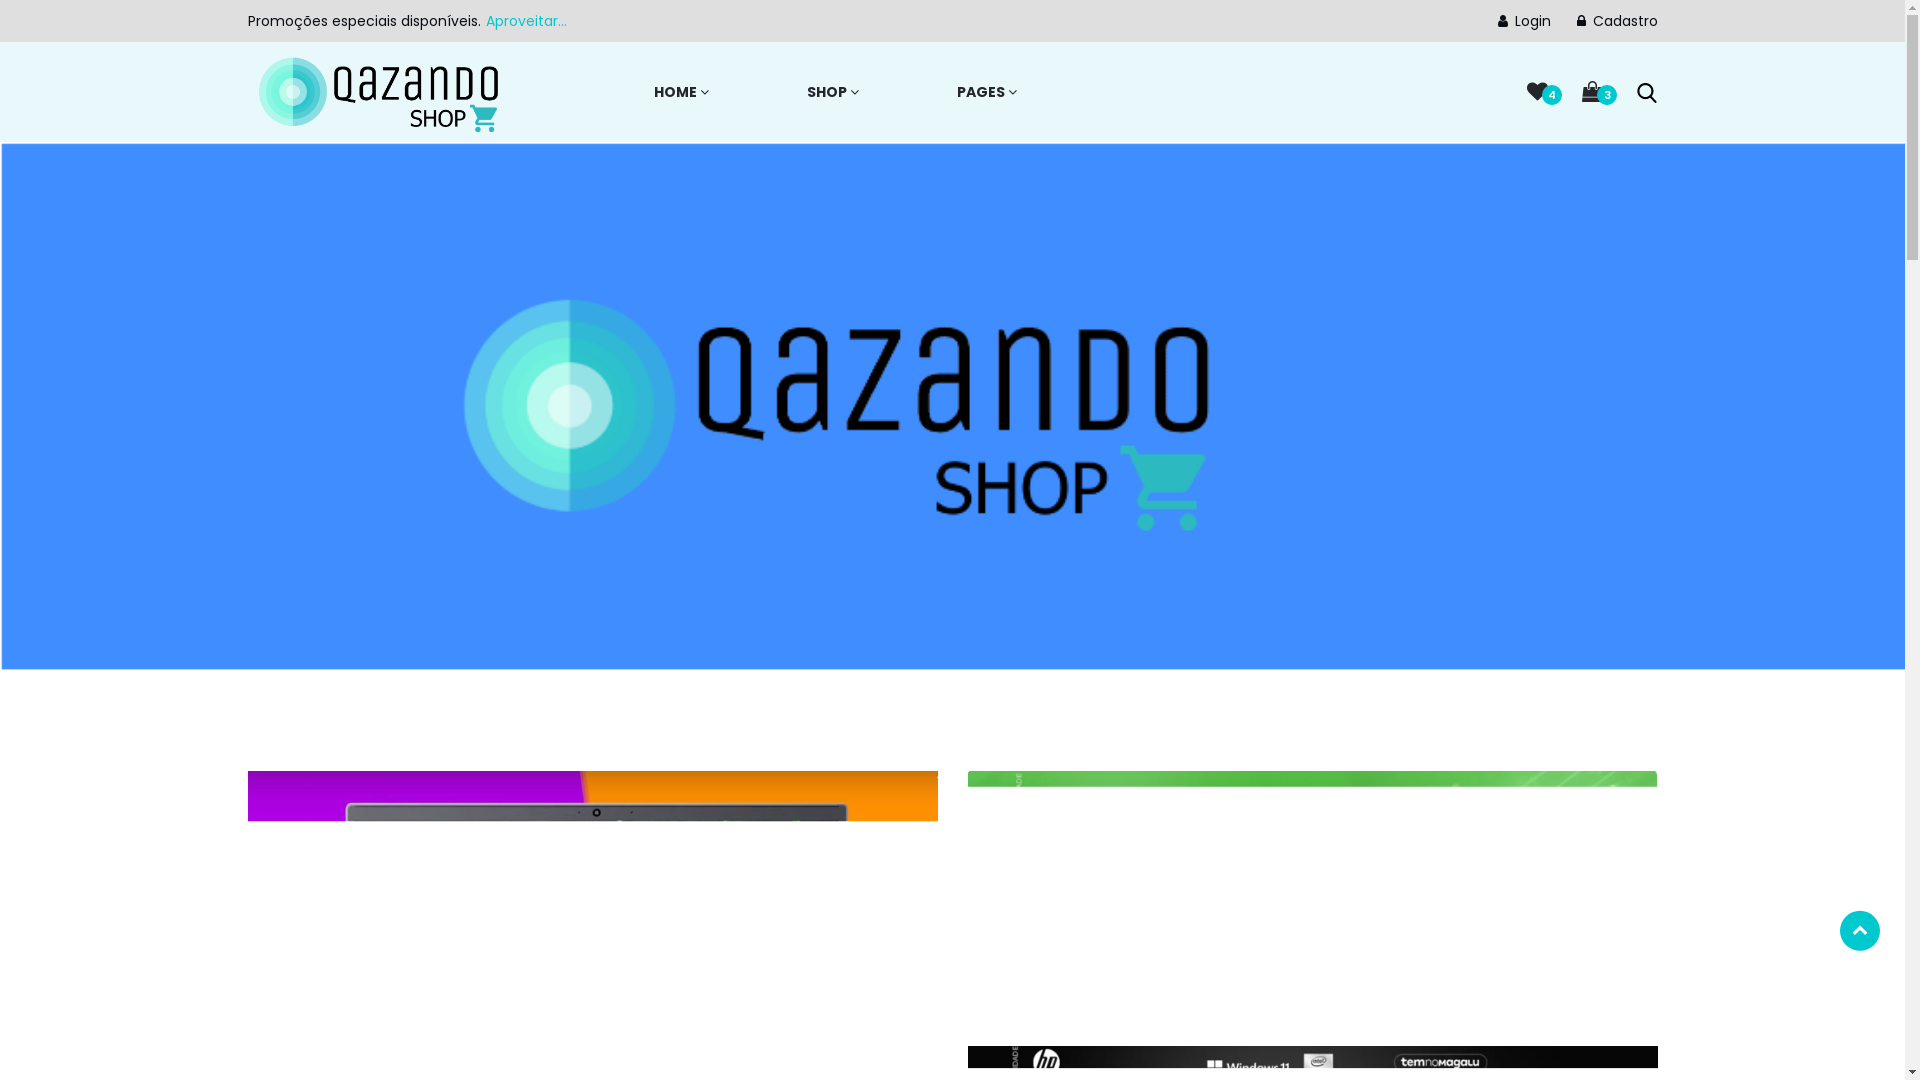 Promoções especiais disponíveis. Aproveitar...
Login
Cadastro
QAZANDO
SHOP
HOME
SHOP
PAGES
4
3
QAZANDO
SHOP
hp
Windows 11
intel
temnomagalu